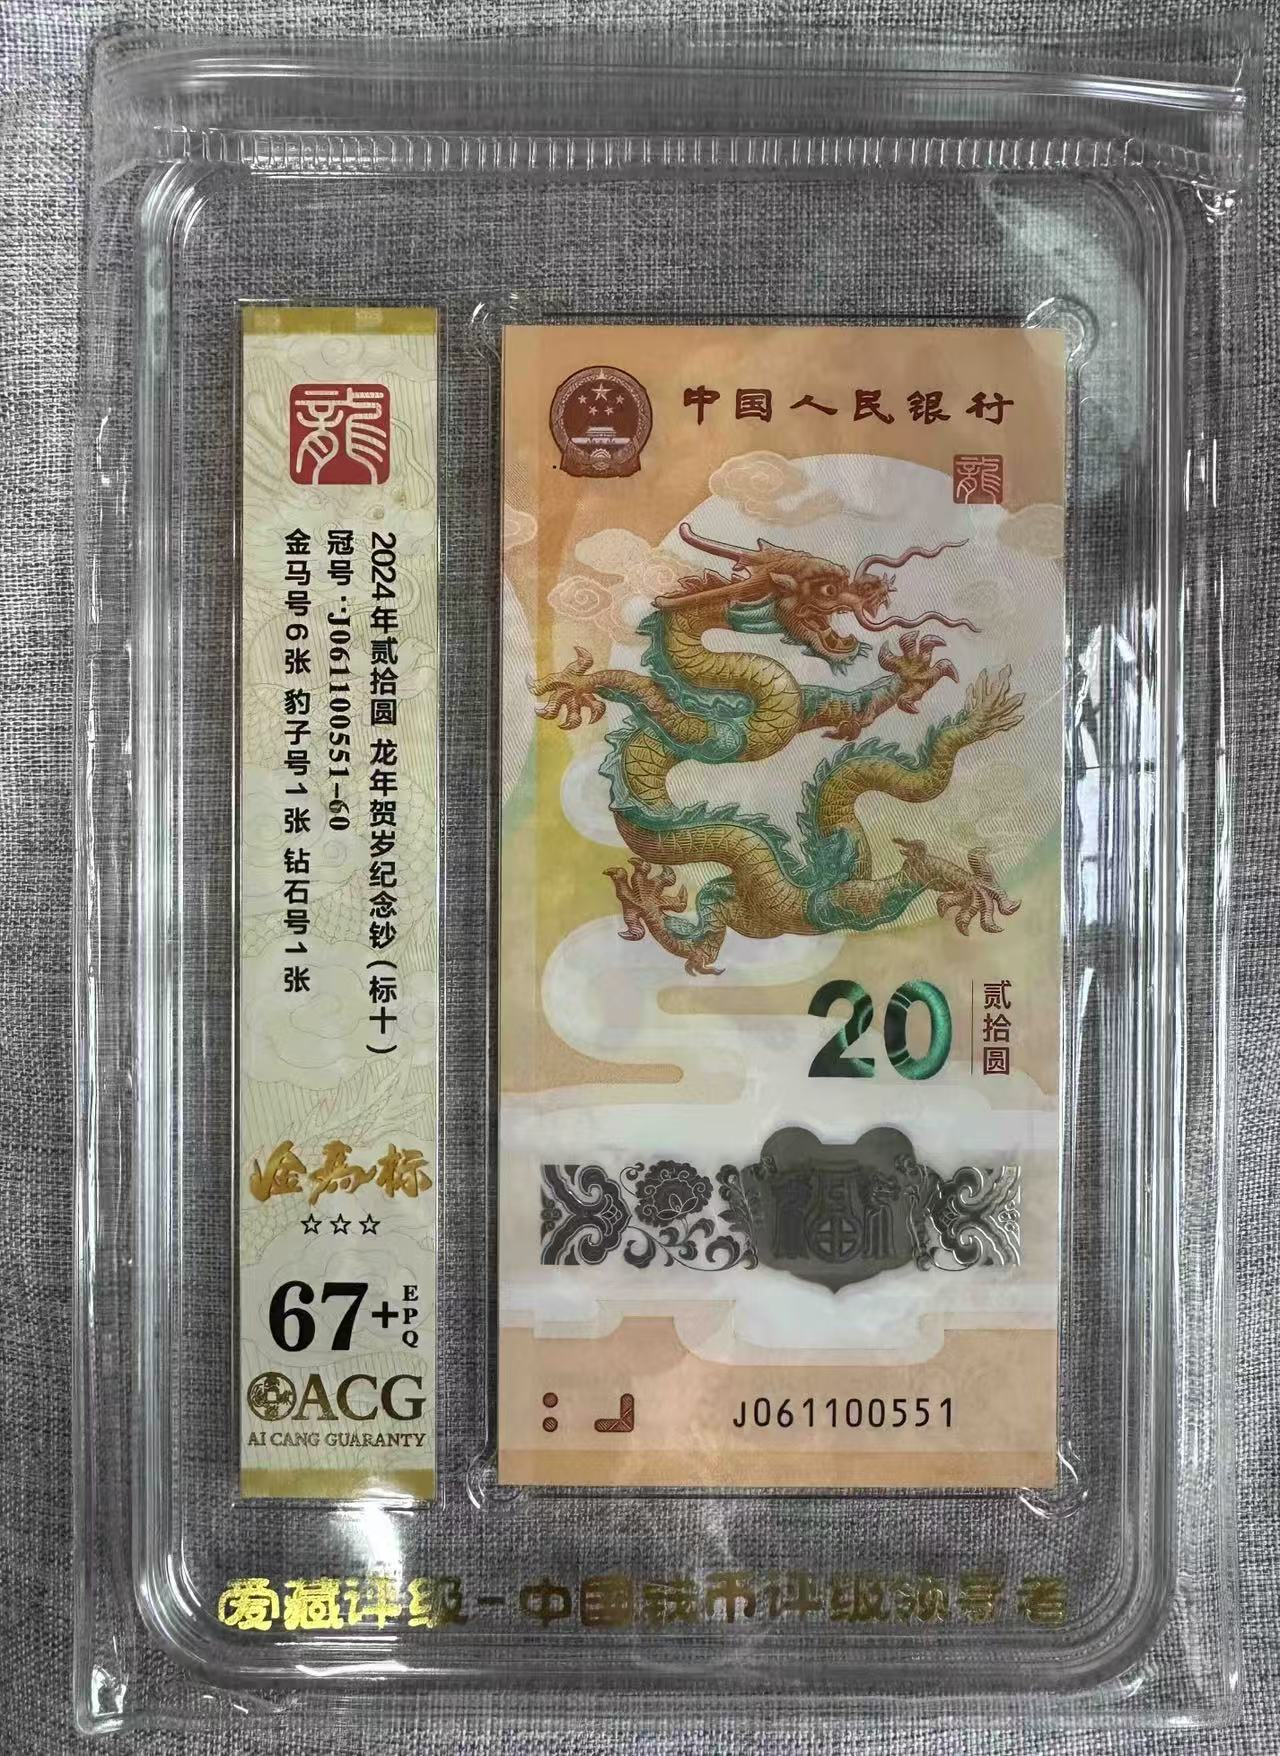 龍
2024年贰拾圆 龙年贺岁纪念钞（标十）
冠号：J061100551-60
金马号6张 豹子号1张 钻石号1张
金马标
☆☆☆
67+EPQ
ACG
AI CANG GUARANTY
中国人民银行
龍
20
贰拾圆
J061100551
爱藏评级-中国钱币评级领导者